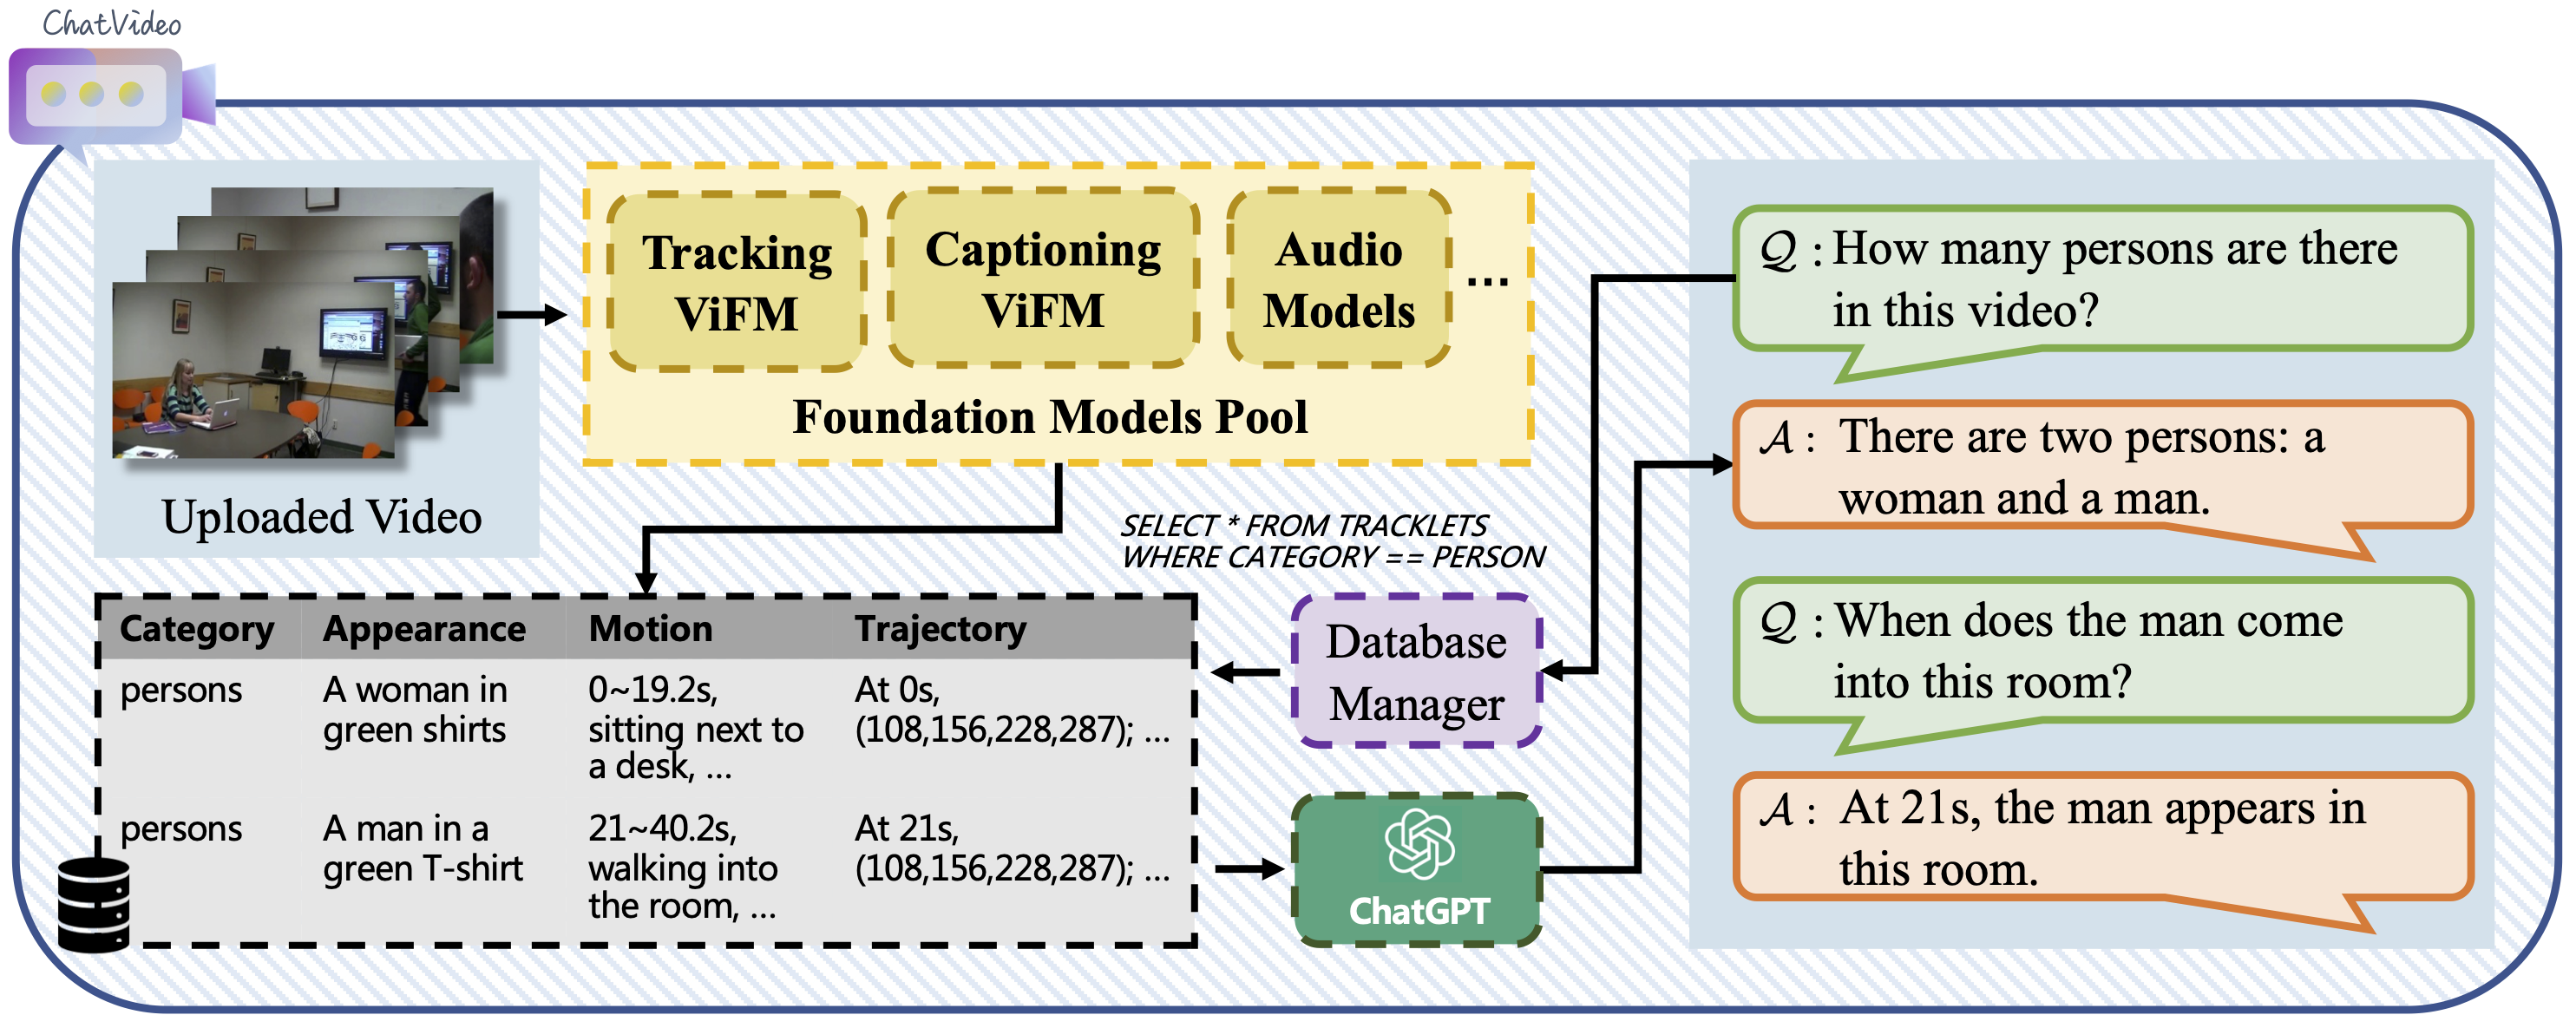 ChatVideo
Uploaded Video
Tracking
ViFM
Captioning
ViFM
Audio
Models
...
Foundation Models Pool
SELECT * FROM TRACKLETS
WHERE CATEGORY == PERSON
Category Appearance Motion Trajectory
persons
A woman in
green shirts
0~19.2s,
sitting next to
a desk, ...
At 0s,
(108,156,228,287); ...
persons
A man in a
green T-shirt
21~40.2s,
walking into
the room, ...
At 21s,
(108,156,228,287); ...
Database
Manager
ChatGPT
Q : How many persons are there
in this video?
A : There are two persons: a
woman and a man.
Q : When does the man come
into this room?
A : At 21s, the man appears in
this room.